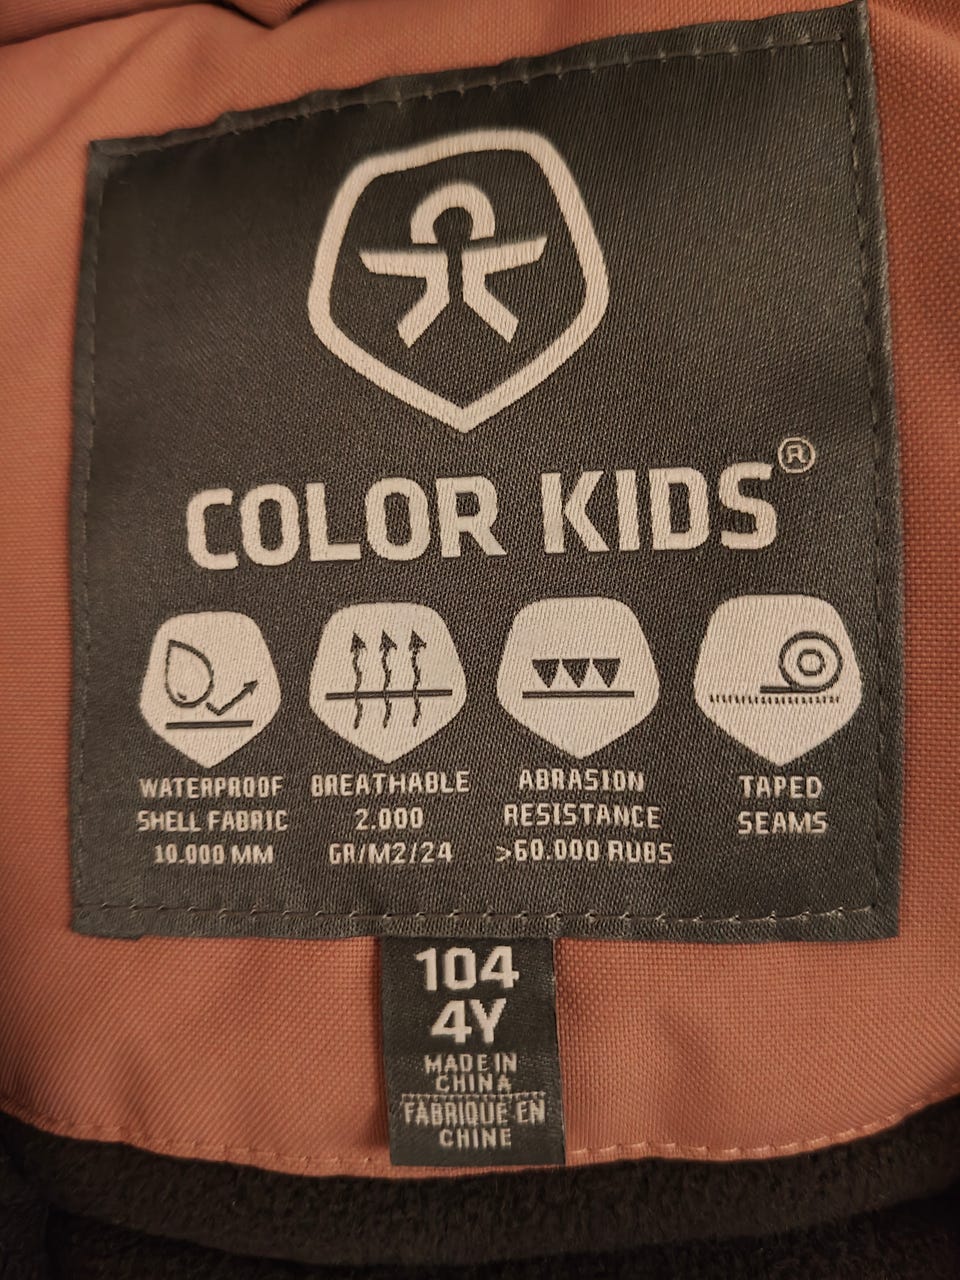 COLOR KIDS®
WATERPROOF
SHELL FABRIC
10.000 MM
BREATHABLE
2.000
GR/M2/24
ABRASION
RESISTANCE
>60.000 RUBS
TAPED
SEAMS
104
4Y
MADE IN
CHINA
FABRIQUE EN
CHINE